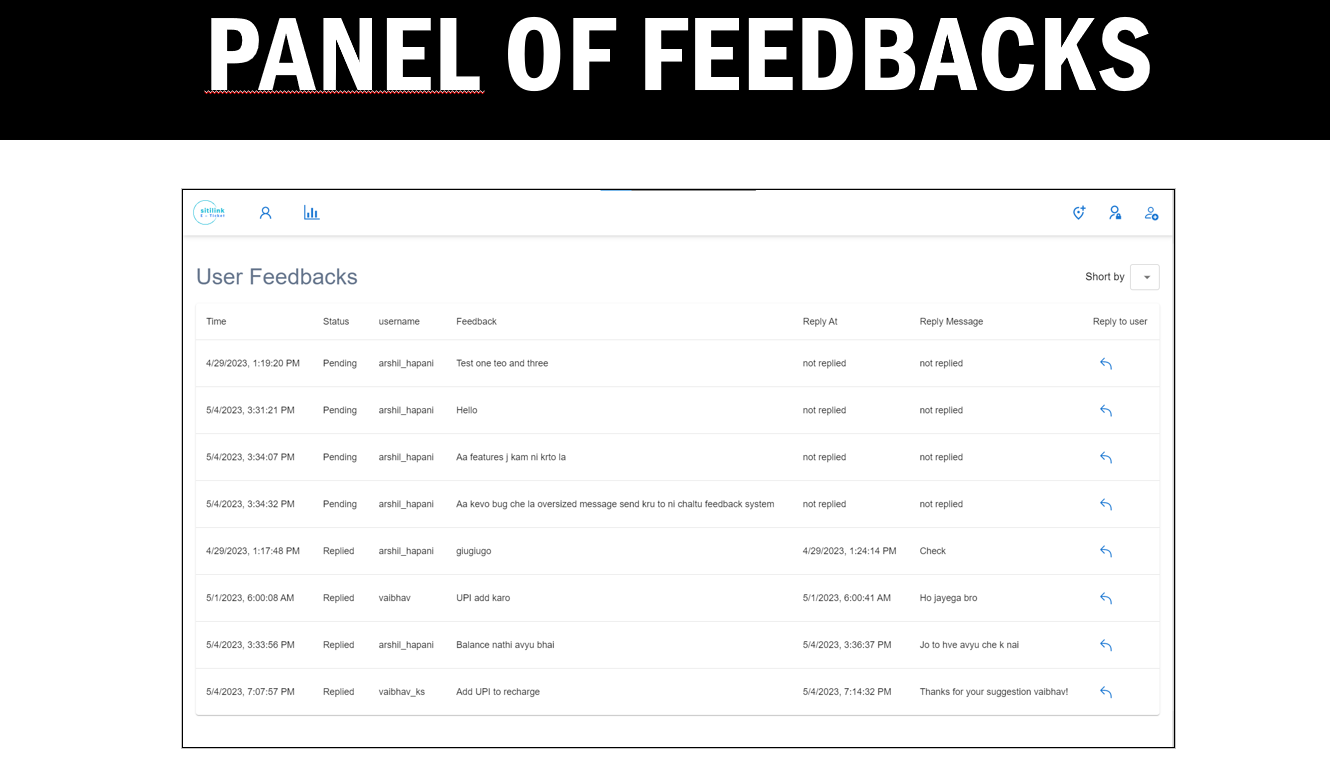 PANEL OF FEEDBACKS
sitilink
E - Ticket
User Feedbacks
Short by
Time Status username Feedback Reply At Reply Message Reply to user
4/29/2023, 1:19:20 PM Pending arshil_hapani Test one teo and three not replied not replied
5/4/2023, 3:31:21 PM Pending arshil_hapani Hello not replied not replied
5/4/2023, 3:34:07 PM Pending arshil_hapani Aa features j kam ni krto la not replied not replied
5/4/2023, 3:34:32 PM Pending arshil_hapani Aa kevo bug che la oversized message send kru to ni chaltu feedback system not replied not replied
4/29/2023, 1:17:48 PM Replied arshil_hapani giugiugo 4/29/2023, 1:24:14 PM Check
5/1/2023, 6:00:08 AM Replied vaibhav UPI add karo 5/1/2023, 6:00:41 AM Ho jayega bro
5/4/2023, 3:33:56 PM Replied arshil_hapani Balance nathi avyu bhai 5/4/2023, 3:36:37 PM Jo to hve avyu che k nai
5/4/2023, 7:07:57 PM Replied vaibhav_ks Add UPI to recharge 5/4/2023, 7:14:32 PM Thanks for your suggestion vaibhav!